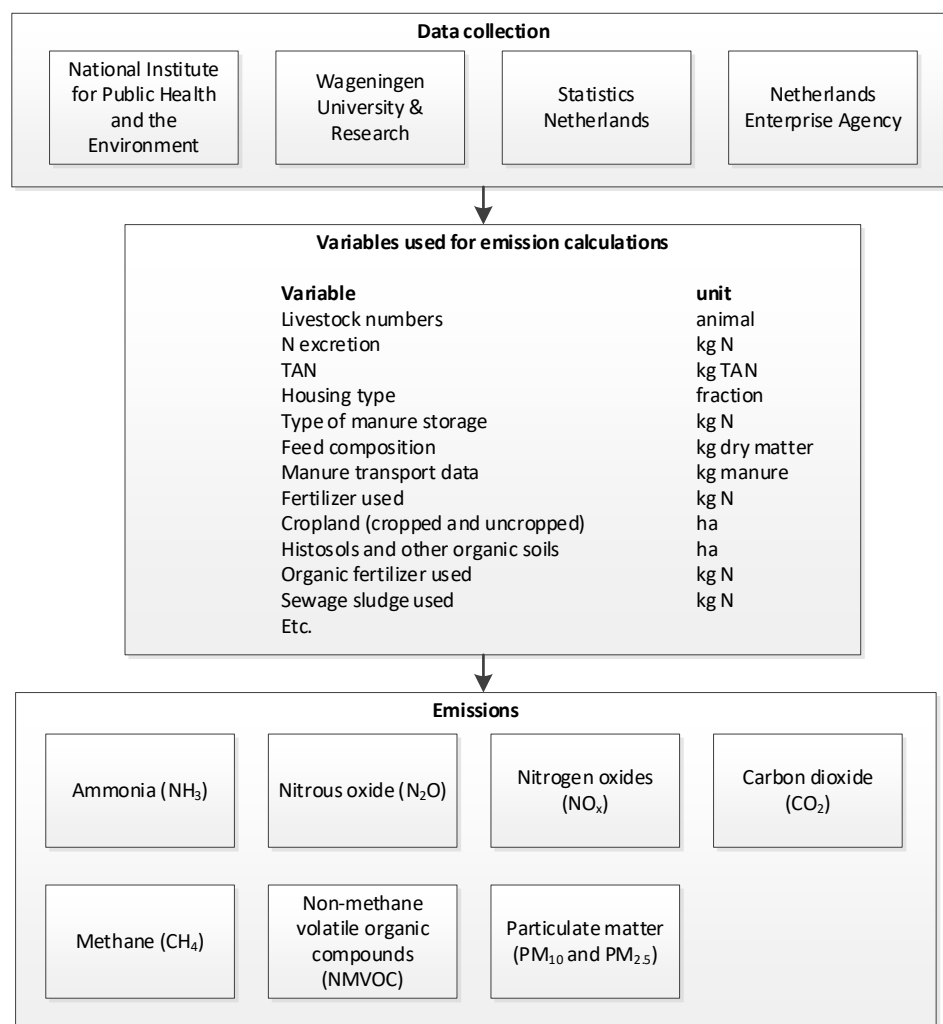 Data collection
National Institute
for Public Health
and the
Environment
Wageningen
University &
Research
Statistics
Netherlands
Netherlands
Enterprise Agency
Variables used for emission calculations
Variable unit
Livestock numbers animal
N excretion kg N
TAN kg TAN
Housing type fraction
Type of manure storage kg N
Feed composition kg dry matter
Manure transport data kg manure
Fertilizer used kg N
Cropland (cropped and uncropped) ha
Histosols and other organic soils ha
Organic fertilizer used kg N
Sewage sludge used kg N
Etc.
Emissions
Ammonia (NH₃)
Nitrous oxide (N₂O)
Nitrogen oxides
(NOₓ)
Carbon dioxide
(CO₂)
Methane (CH₄)
Non-methane
volatile organic
compounds
(NMVOC)
Particulate matter
(PM₁₀ and PM₂.₅)